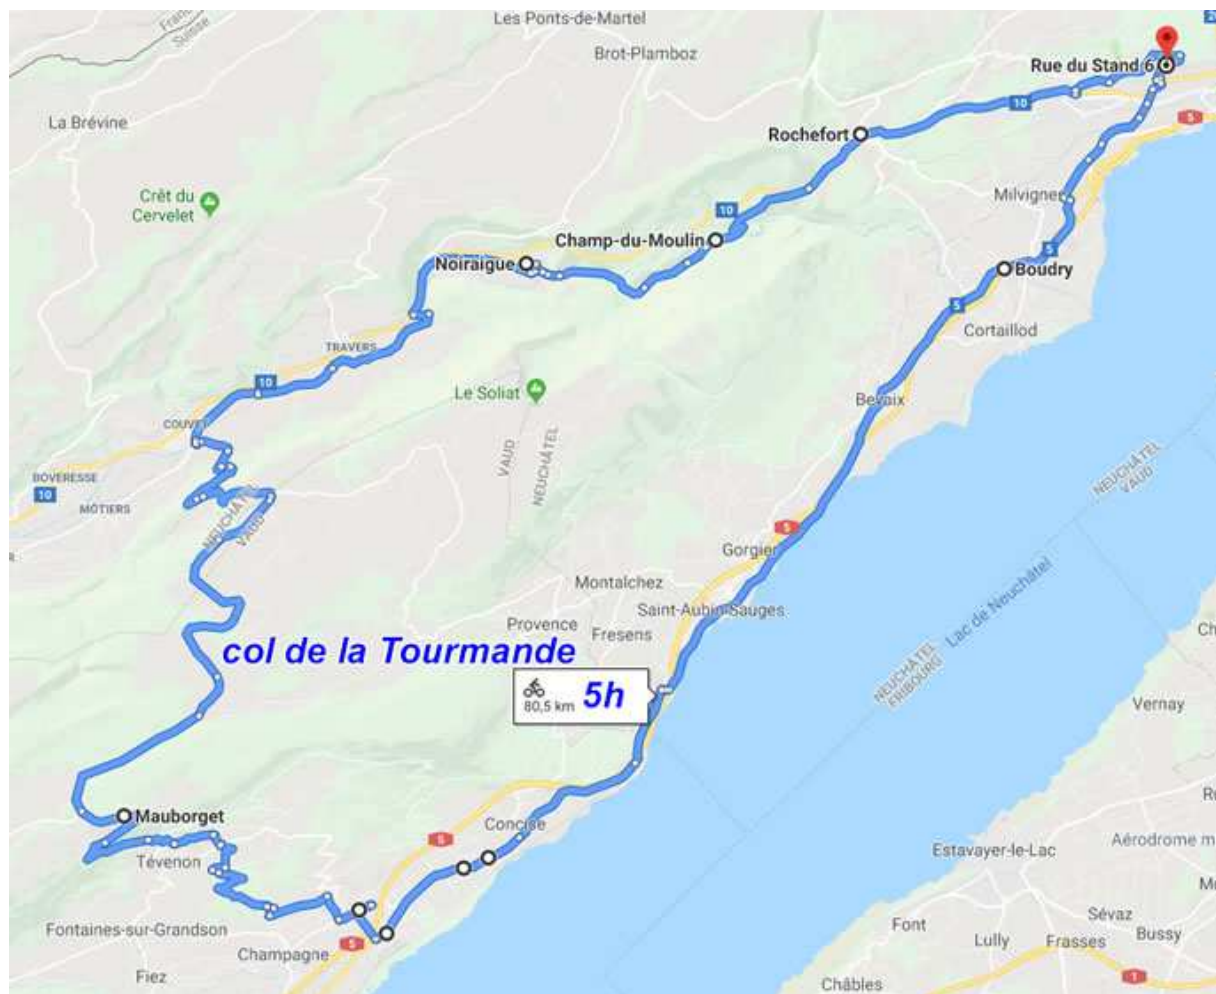 Les Ponts-de-Martel
Suisse
Brot-Plamboz
Rue du Stand 6
La Brévine
10
5
Rochefort
Crêt du
Cervelet
Milvignes
10
Champ-du-Moulin
5
Noiraigue
Boudry
5
Cortaillod
TRAVERS
10
Le Soliat
Bevaix
COUVET
VAUD
NEUCHÂTEL
NEUCHÂTEL
VAUD
BOVERESSE
10
MÔTIERS
NEUCHÂTEL
VAUD
5
Gorgier
Montalchez
Saint-Aubin-Sauges
Lac de Neuchâtel
Provence
Fresens
col de la Tourmande
NEUCHÂTEL
FRIBOURG
5h
80,5 km
Vernay
Mauborget
Concise
5
Aérodrome m
Estavayer-le-Lac
Tévenon
Sévaz
Font
Bussy
Fontaines-sur-Grandson
Lully
Frasses
5
Champagne
Fiez
1
Châbles